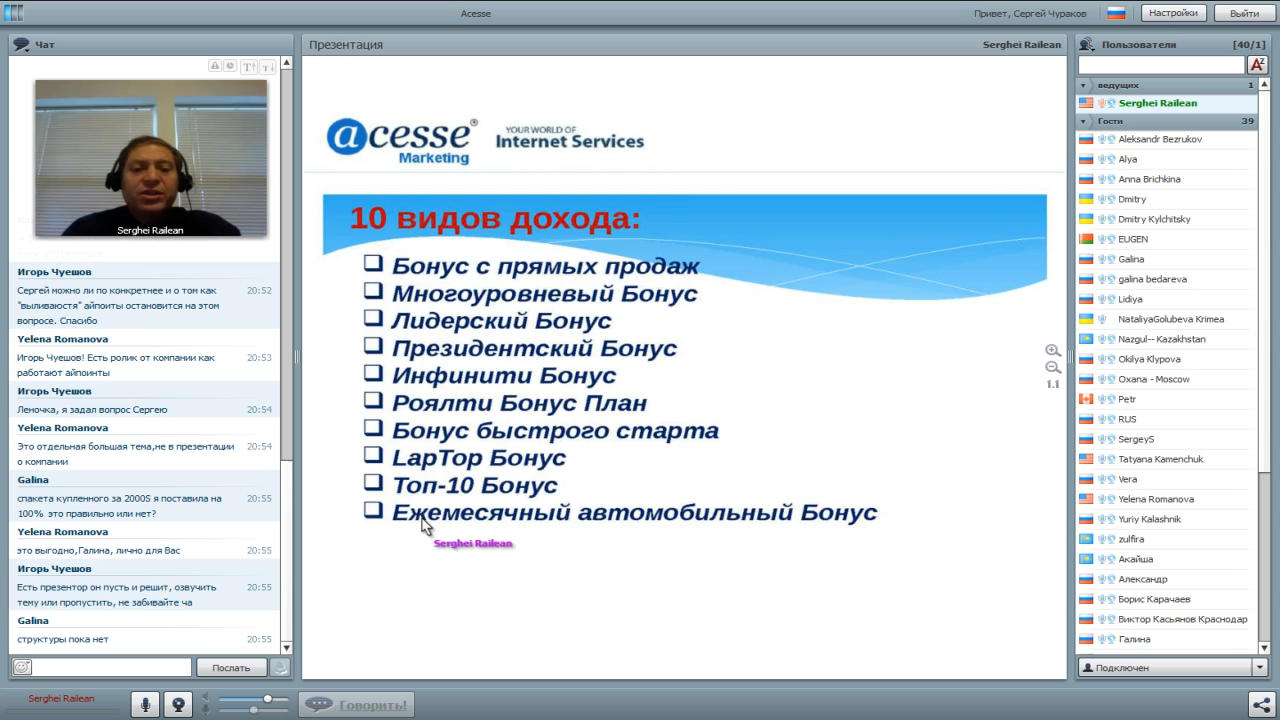 Acesse
Привет, Сергей Чураков
Настройки
Выйти
Чат
Serghei Railean
Игорь Чуешов
Сергей можно ли по конкретнее и о том как
20:52
"выливаюстя" айпоиты остановится на этом
вопросе. Спасибо
Yelena Romanova
Игорь Чуешов! Есть ролик от компании как
20:53
работают айпоинты
Игорь Чуешов
Леночка, я задал вопрос Сергею
20:54
Yelena Romanova
Это отдельная большая тема,не в презентации
20:54
о компании
Galina
спакета купленного за 2000S я поставила на
20:55
100% это правильно или нет?
Yelena Romanova
это выгодно,Галина, лично для Вас
20:55
Игорь Чуешов
Есть презентор он пусть и решит, озвучить
20:55
тему или пропустить, не забивайте ча
Galina
структуры пока нет
20:55
Послать
Serghei Railean
Говорить!
Презентация
Serghei Railean
acesse®
Marketing
YOUR WORLD OF
Internet Services
10 видов дохода:
Бонус с прямых продаж
Многоуровневый Бонус
Лидерский Бонус
Президентский Бонус
Инфинити Бонус
Роялти Бонус План
Бонус быстрого старта
LapTop Бонус
Топ-10 Бонус
Ежемесячный автомобильный Бонус
Serghei Railean
1.1
Пользователи
[40/1]
ведущих
1
Serghei Railean
Гости
39
Aleksandr Bezrukov
Alya
Anna Brichkina
Dmitry
Dmitry Kylchitsky
EUGEN
Galina
galina bedareva
Lidiya
NataliyaGolubeva Krimea
Nazgul-- Kazakhstan
Okilya Klypova
Oxana - Moscow
Petr
RUS
SergeyS
Tatyana Kamenchuk
Vera
Yelena Romanova
Yuriy Kalashnik
zulfira
Акайша
Александр
Борис Карачаев
Виктор Касьянов Краснодар
Галина
Подключен